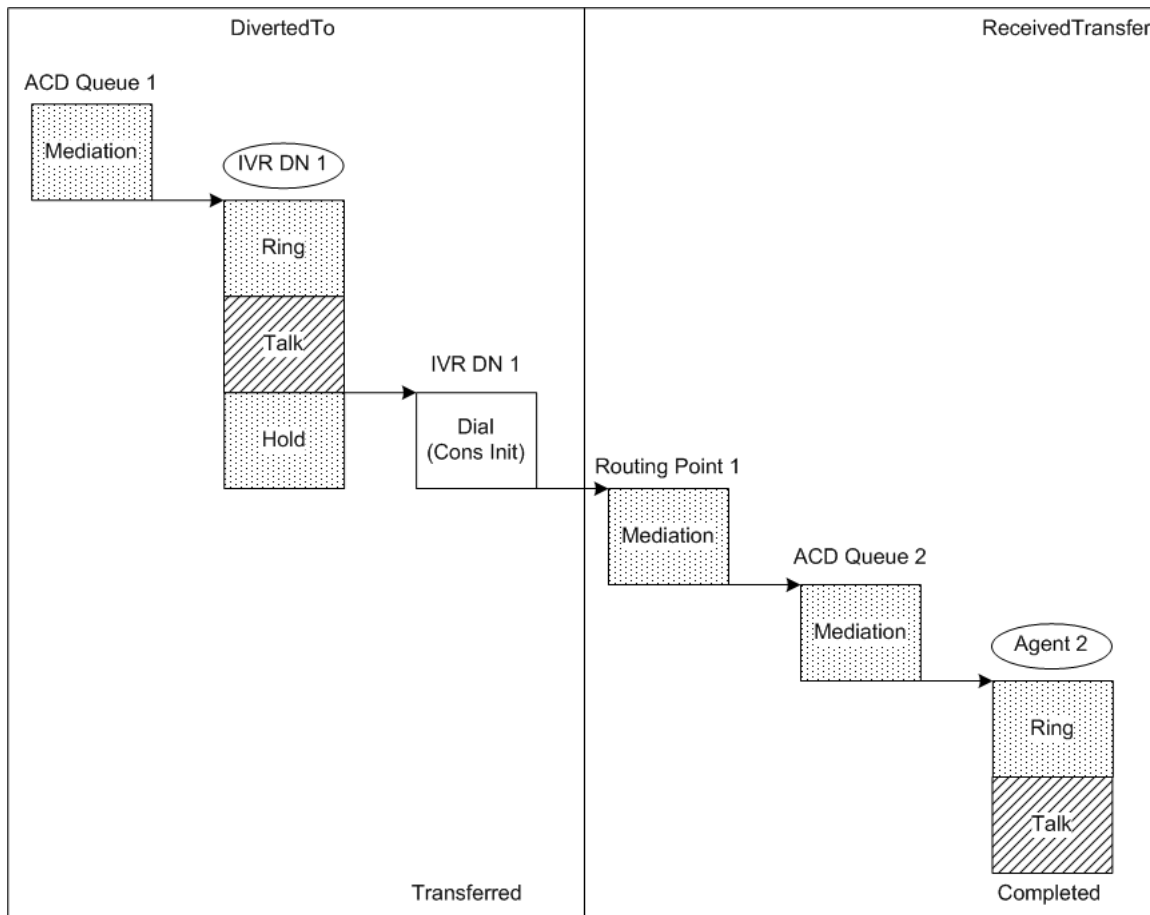 DivertedTo
ReceivedTransfer
ACD Queue 1
Mediation
IVR DN 1
Ring
Talk
Hold
IVR DN 1
Dial
(Cons Init)
Routing Point 1
Mediation
ACD Queue 2
Mediation
Agent 2
Ring
Talk
Transferred
Completed